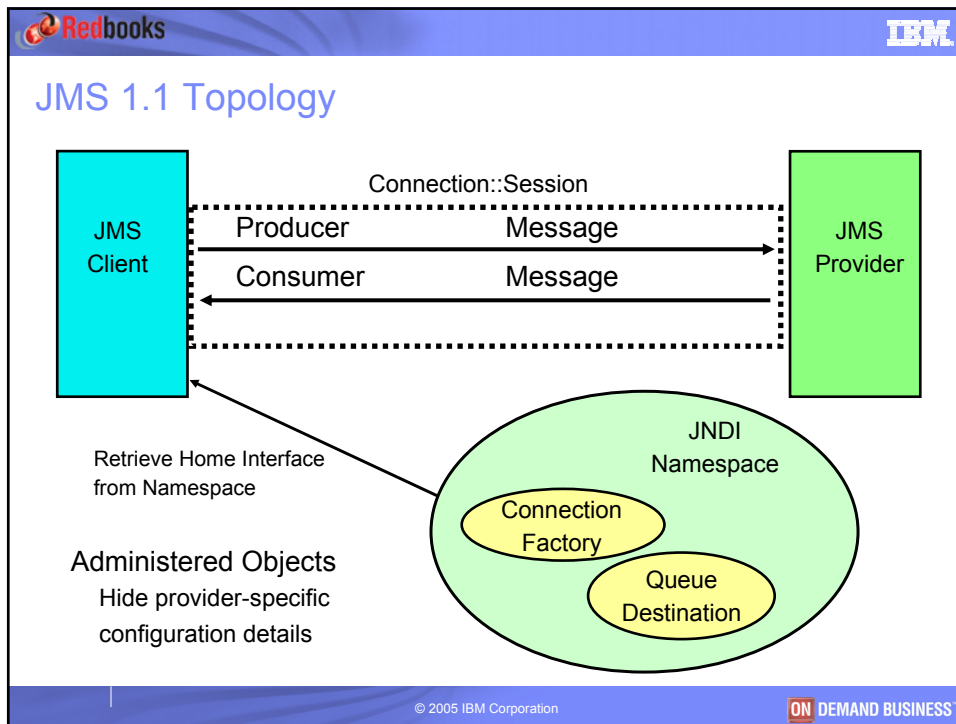 Redbooks
IBM.
JMS 1.1 Topology
Connection::Session
JMS
Client
Producer Message
Consumer Message
JMS
Provider
Retrieve Home Interface
from Namespace
JNDI
Namespace
Connection
Factory
Queue
Destination
Administered Objects
Hide provider-specific
configuration details
© 2005 IBM Corporation
ON DEMAND BUSINESS™